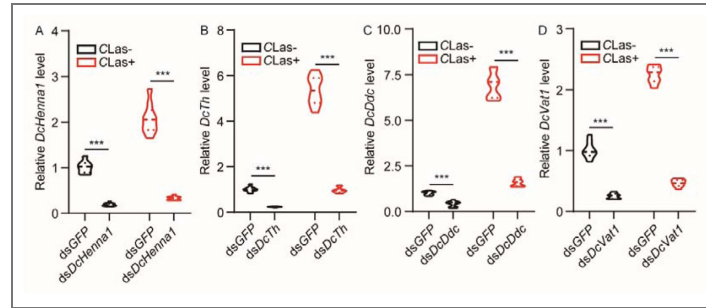 A
Relative DcHenna1 level
4
3
2
1
0
CLas-
CLas+
***
***
dsGFP
dsDcHenna1
dsGFP
dsDcHenna1
B
Relative DcTh level
8
6
4
2
0
CLas-
CLas+
***
***
dsGFP
dsDcTh
dsGFP
dsDcTh
C
Relative DcDdc level
10.0
7.5
5.0
2.5
0.0
CLas-
CLas+
***
***
dsGFP
dsDcDdc
dsGFP
dsDcDdc
D
Relative DcVat1 level
3
2
1
0
CLas-
CLas+
***
***
dsGFP
dsDcVat1
dsGFP
dsDcVat1